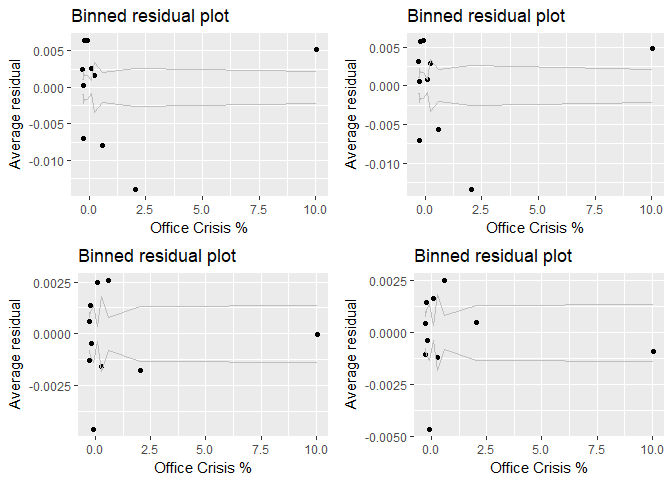 Binned residual plot
Average residual
0.005
0.000
-0.005
-0.010
0.0 2.5 5.0 7.5 10.0
Office Crisis %
Binned residual plot
Average residual
0.005
0.000
-0.005
-0.010
0.0 2.5 5.0 7.5 10.0
Office Crisis %
Binned residual plot
Average residual
0.0025
0.0000
-0.0025
0.0 2.5 5.0 7.5 10.0
Office Crisis %
Binned residual plot
Average residual
0.0025
0.0000
-0.0025
-0.0050
0.0 2.5 5.0 7.5 10.0
Office Crisis %